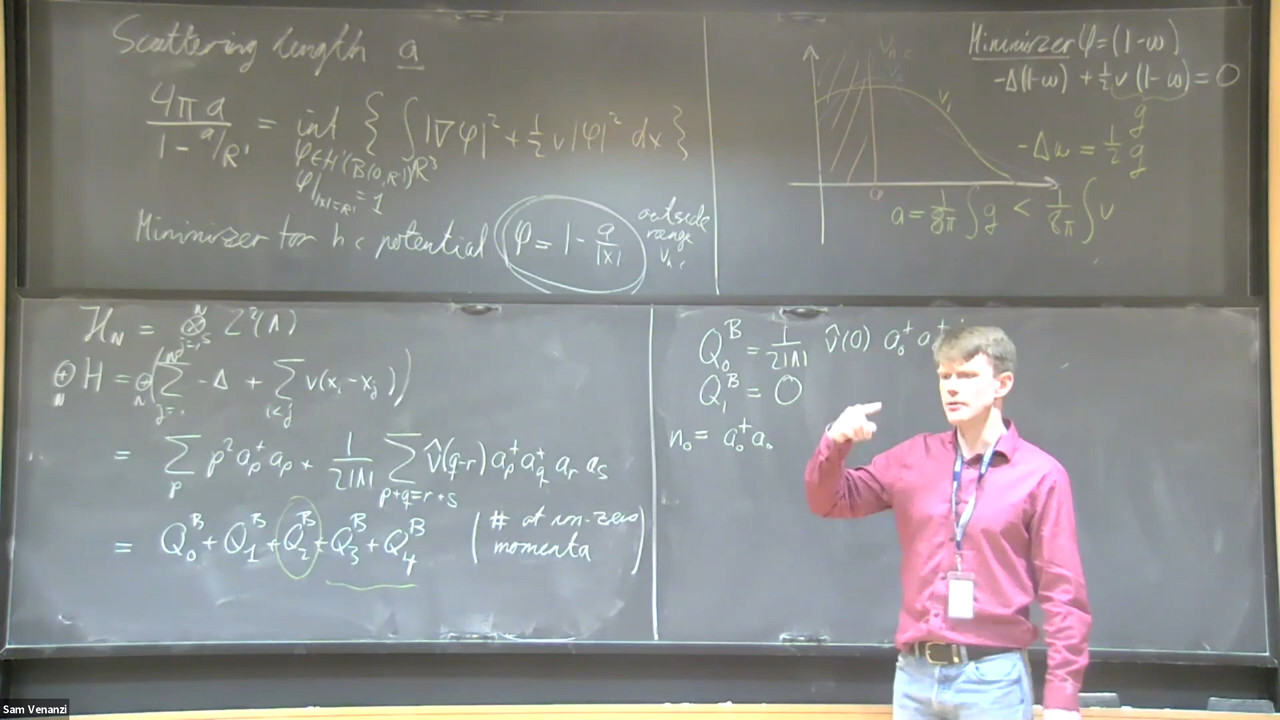 Scattering length a
4πa / (1 - a/R') = inf { ∫ |∇φ|² + ½ v|φ|² dx }
φ∈H¹(B(0,R')) R³
φ|_{|x|=R'} = 1
Minimizer for h c potential φ = 1 - a/|x| outside range v_{h.c}
V_{h.c}
v,
a
Minimizer φ = (1-ω)
-Δ(1-ω) + ½ v (1-ω) = 0
g
-Δω = ½ g
a = 1/8π ∫ g < 1/8π ∫ v
H_N = ⊗_{j=1,s}^N L²(Λ)
⊕_N H = ⊕_N ( Σ_{j=1}^N -Δ + Σ_{i<j} v(x_i - x_j) )
= Σ_p p² a_p^+ a_p + 1/2|Λ| Σ_{p+q=r+s} v̂(q-r) a_p^+ a_q^+ a_r a_s
= Q_0^B + Q_1^B + Q_2^B + Q_3^B + Q_4^B ( # of non-zero momenta )
Q_0^B = 1/2|Λ| v̂(0) a_0^+ a_0^+
Q_1^B = 0
n_0 = a_0^+ a_0
Sam Venanzi